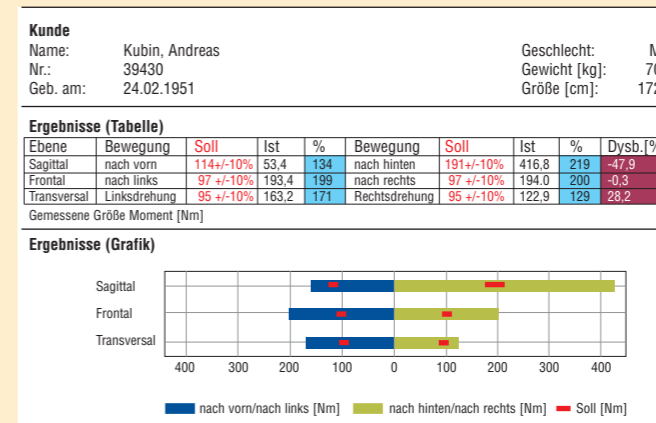 Kunde
Name: Kubin, Andreas Geschlecht: M
Nr.: 39430 Gewicht [kg]: 70
Geb. am: 24.02.1951 Größe [cm]: 172
Ergebnisse (Tabelle)
Ebene Bewegung Soll Ist % Bewegung Soll Ist % Dysb.[%
Sagittal nach vorn 114+/-10% 53,4 134 nach hinten 191+/-10% 416,8 219 -47,9
Frontal nach links 97 +/-10% 193,4 199 nach rechts 97 +/-10% 194.0 200 -0,3
Transversal Linksdrehung 95 +/-10% 163,2 171 Rechtsdrehung 95 +/-10% 122,9 129 28,2
Gemessene Größe Moment [Nm]
Ergebnisse (Grafik)
Sagittal
Frontal
Transversal
400 300 200 100 0 100 200 300 400
nach vorn/nach links [Nm] nach hinten/nach rechts [Nm] Soll [Nm]